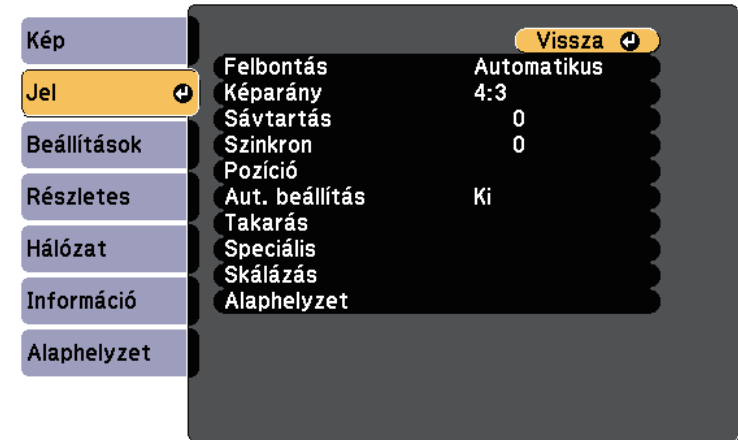 Kép
Jel
Beállítások
Részletes
Hálózat
Információ
Alaphelyzet
Vissza
Felbontás Automatikus
Képarány 4:3
Sávtartás 0
Szinkron 0
Pozíció
Aut. beállítás Ki
Takarás
Speciális
Skálázás
Alaphelyzet